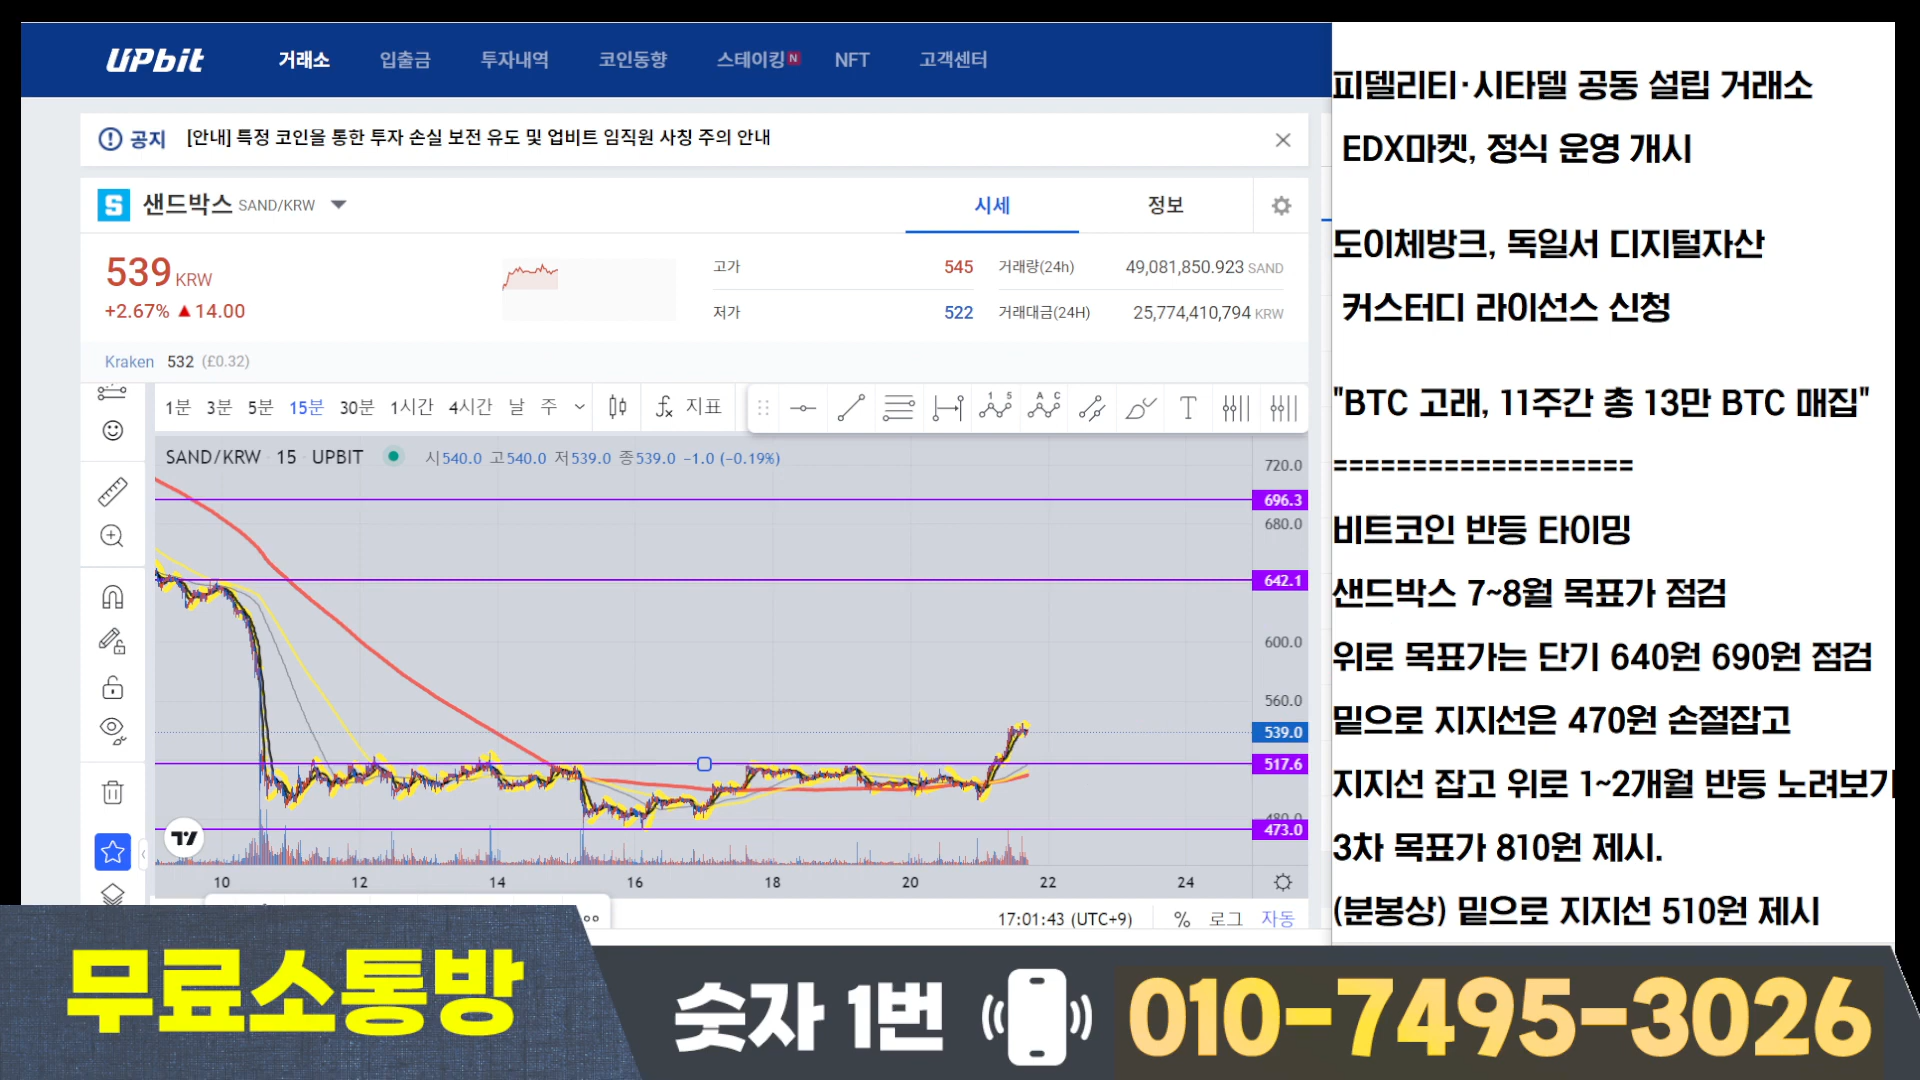 UPbit 거래소 입출금 투자내역 코인동향 스테이킹 N NFT 고객센터
공지 [안내] 특정 코인을 통한 투자 손실 보전 유도 및 업비트 임직원 사칭 주의 안내
샌드박스 SAND/KRW 시세 정보
539 KRW
+2.67% ▲14.00
고가 545 거래량(24h) 49,081,850.923 SAND
저가 522 거래대금(24H) 25,774,410,794 KRW
Kraken 532 (£0.32)
1분 3분 5분 15분 30분 1시간 4시간 날 주 지표
SAND/KRW 15 UPBIT 시540.0 고540.0 저539.0 종539.0 -1.0 (-0.19%)
720.0
696.3
680.0
642.1
600.0
560.0
539.0
517.6
480.0
473.0
10 12 14 16 18 20 22 24
17:01:43 (UTC+9) % 로그 자동
피델리티·시타델 공동 설립 거래소
EDX마켓, 정식 운영 개시
도이체방크, 독일서 디지털자산
커스터디 라이선스 신청
"BTC 고래, 11주간 총 13만 BTC 매집"
===================
비트코인 반등 타이밍
샌드박스 7~8월 목표가 점검
위로 목표가는 단기 640원 690원 점검
밑으로 지지선은 470원 손절잡고
지지선 잡고 위로 1~2개월 반등 노려보기
3차 목표가 810원 제시.
(분봉상) 밑으로 지지선 510원 제시
무료소통방
숫자 1번 010-7495-3026